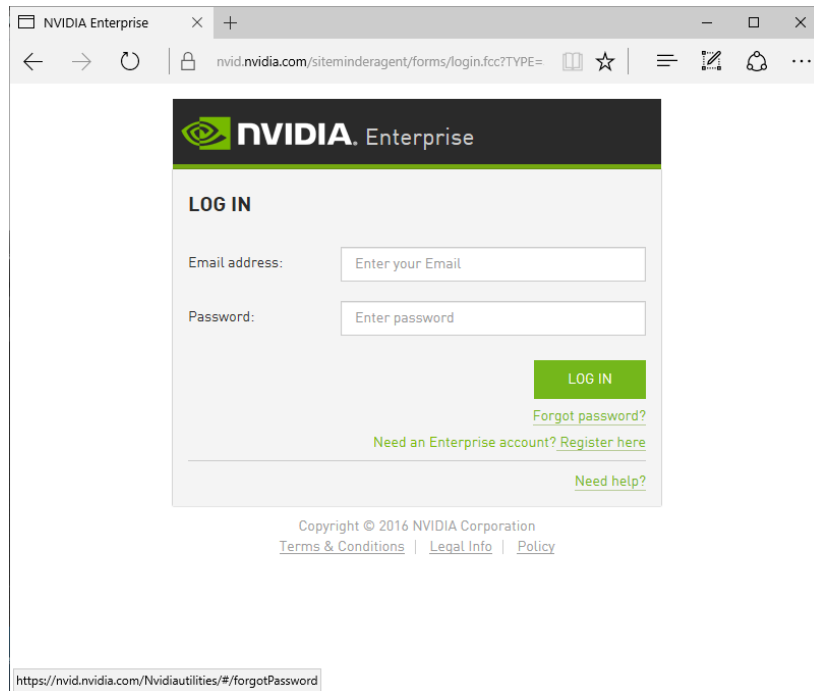 NVIDIA Enterprise
nvid.nvidia.com/siteminderagent/forms/login.fcc?TYPE=
NVIDIA. Enterprise
LOG IN
Email address:
Enter your Email
Password:
Enter password
LOG IN
Forgot password?
Need an Enterprise account? Register here
Need help?
Copyright © 2016 NVIDIA Corporation
Terms & Conditions | Legal Info | Policy
https://nvid.nvidia.com/Nvidiautilities/#/forgotPassword